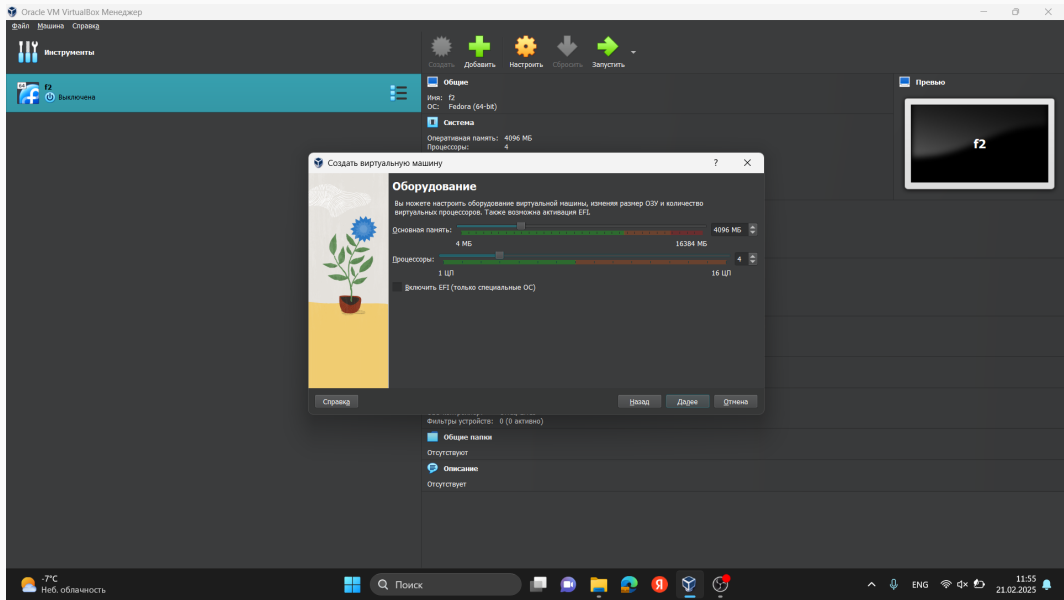 Oracle VM VirtualBox Менеджер
Файл Машина Справка
Инструменты
Создать Добавить Настроить Сбросить Запустить
64
f2
Выключена
Общие
Имя: f2
ОС: Fedora (64-bit)
Система
Оперативная память: 4096 МБ
Процессоры: 4
Превью
f2
Создать виртуальную машину
?
Оборудование
Вы можете настроить оборудование виртуальной машины, изменяя размер ОЗУ и количество
виртуальных процессоров. Также возможна активация EFI.
Основная память: 4096 МБ
4 МБ 16384 МБ
Процессоры: 4
1 ЦП 16 ЦП
Включить EFI (только специальные ОС)
Справка Назад Далее Отмена
Фильтры устройств: 0 (0 активно)
Общие папки
Отсутствуют
Описание
Отсутствует
-7°C
Неб. облачность
Поиск
Я
ENG
11:55
21.02.2025